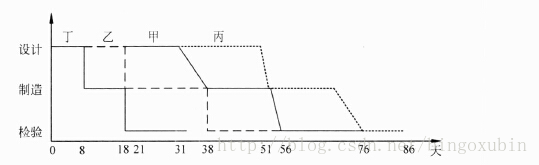 丁 乙 甲 丙
设计
制造
检验
0 8 18 21 31 38 51 56 76 86 天
http://blog.csdn.net/bingoxubin